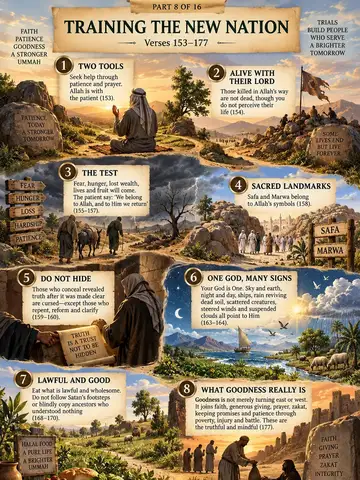 PART 8 OF 16
TRAINING THE NEW NATION
Verses 153–177
FAITH
PATIENCE
GOODNESS
A STRONGER
UMMAH
TRIALS
BUILD PEOPLE
WHO SERVE
A BRIGHTER
TOMORROW
1 TWO TOOLS
Seek help through
patience and prayer.
Allah is with
the patient (153).
PATIENCE
TODAY
A STRONGER
TOMORROW
2 ALIVE WITH
THEIR LORD
Those killed in Allah's way
are not dead, though you
do not perceive their
life (154).
SOME LIVES
END BUT LIVE
FOREVER
3 THE TEST
Fear, hunger, lost wealth,
lives and fruit will come.
The patient say: 'We belong
to Allah, and to Him we return'
(155–157).
FEAR
HUNGER
LOSS
HARDSHIP
PATIENCE
4 SACRED LANDMARKS
Safa and Marwa belong
to Allah's symbols (158).
SAFA
MARWA
5 DO NOT HIDE
Those who conceal revealed
truth after it was made clear
are cursed—except those who
repent, reform and clarify
(159–160).
TRUTH
IS A TRUST
NOT TO BE
HIDDEN
6 ONE GOD, MANY SIGNS
Your God is One. Sky and earth,
night and day, ships, rain reviving
dead soil, scattered creatures,
steered winds and suspended
clouds all point to Him
(163–164).
7 LAWFUL AND GOOD
Eat what is lawful and wholesome.
Do not follow Satan's footsteps
or blindly copy ancestors who
understood nothing
(168–170).
HALAL FOOD
A PURE LIFE
A BRIGHTER
UMMAH
8 WHAT GOODNESS REALLY IS
Goodness is not merely turning east or west.
It joins faith, generous giving, prayer, zakat,
keeping promises and patience through
poverty, injury and battle. These are
the truthful and mindful (177).
FAITH
GIVING
PRAYER
ZAKAT
INTEGRITY